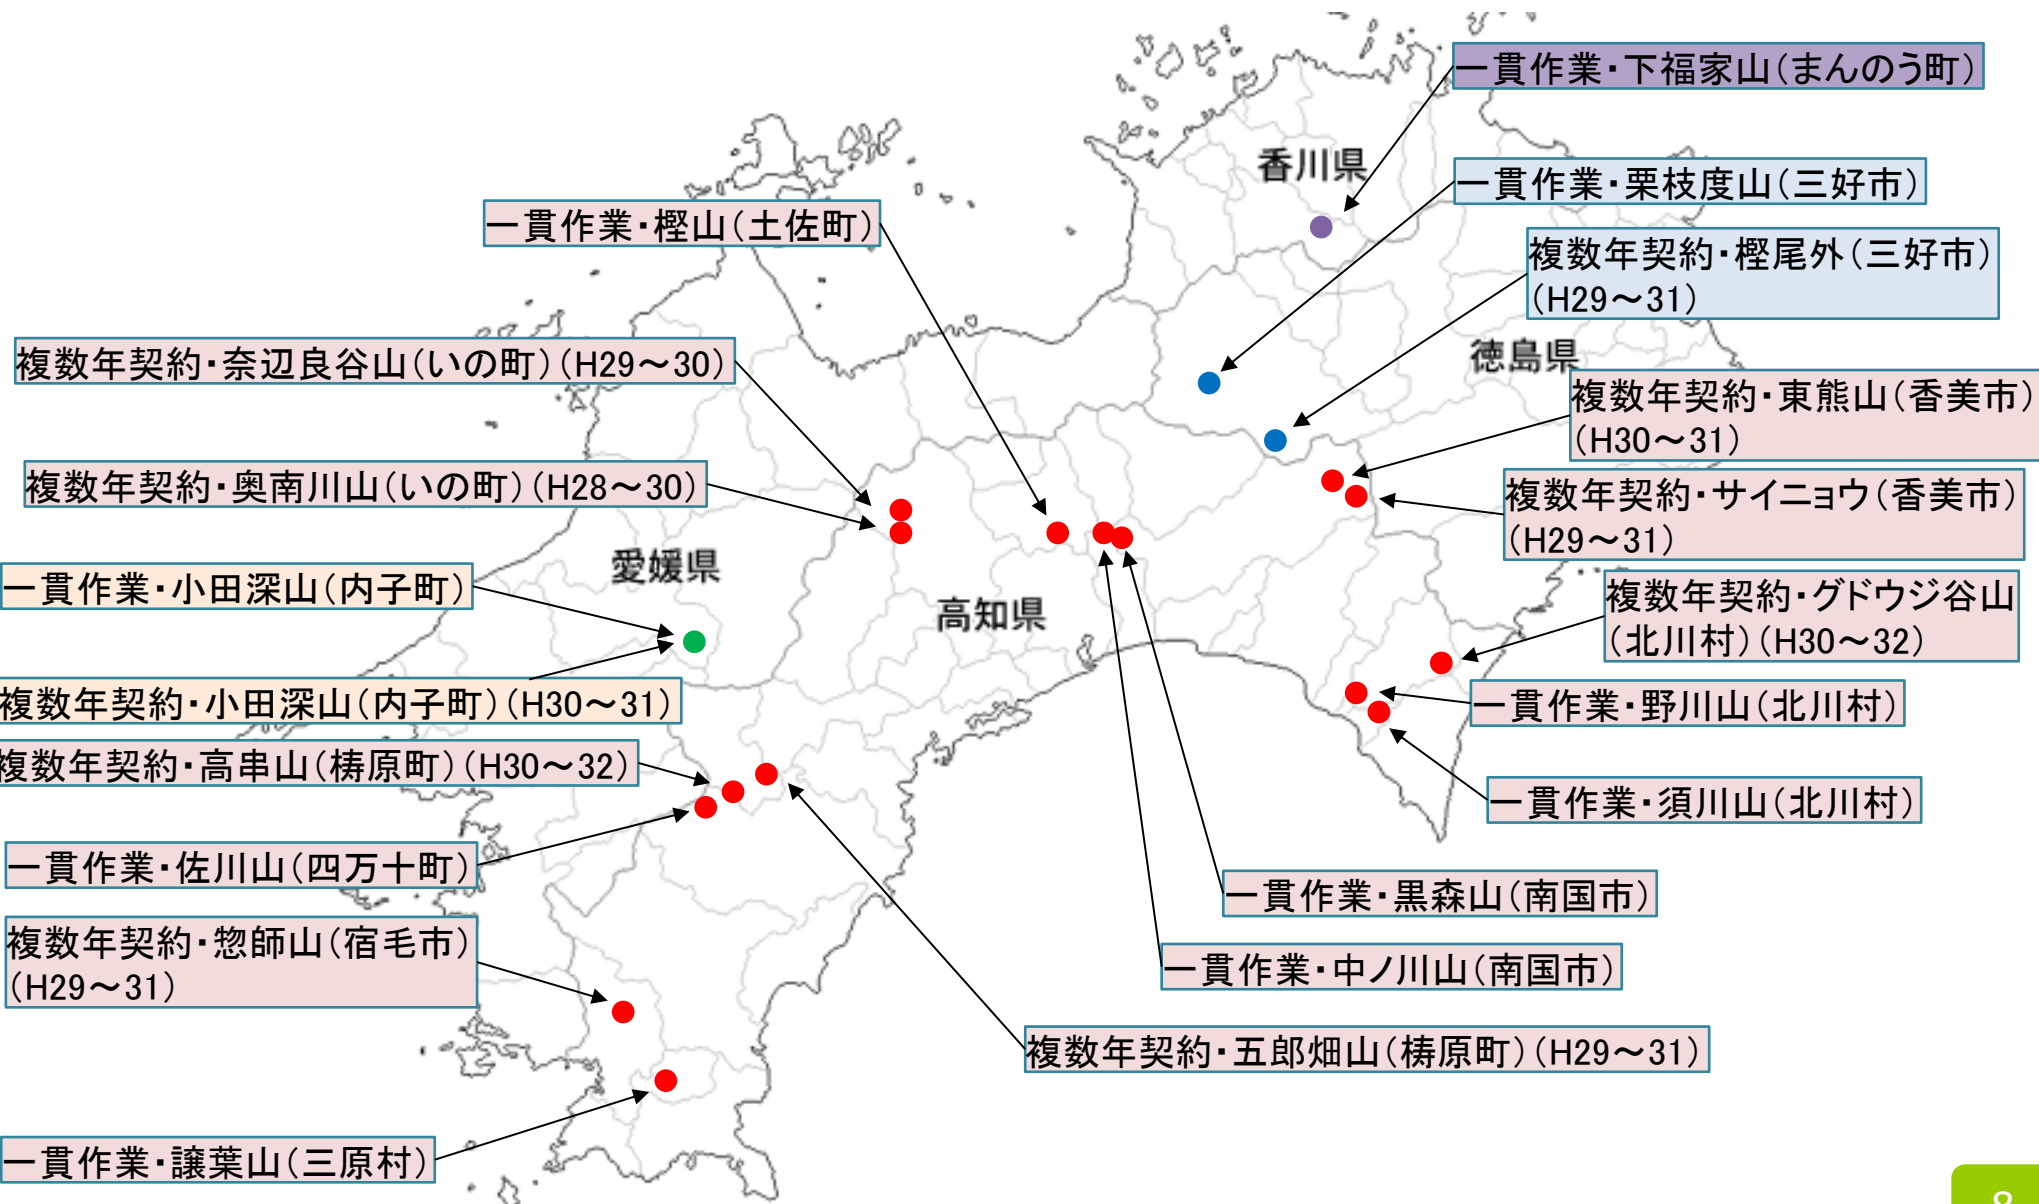 一貫作業・下福家山(まんのう町)
香川県
一貫作業・栗枝度山(三好市)
一貫作業・樫山(土佐町)
複数年契約・樫尾外(三好市)
(H29～31)
徳島県
複数年契約・奈辺良谷山(いの町)(H29～30)
複数年契約・東熊山(香美市)
(H30～31)
複数年契約・奥南川山(いの町)(H28～30)
複数年契約・サイニョウ(香美市)
(H29～31)
愛媛県
一貫作業・小田深山(内子町)
高知県
複数年契約・グドウジ谷山
(北川村)(H30～32)
複数年契約・小田深山(内子町)(H30～31)
一貫作業・野川山(北川村)
複数年契約・高串山(梼原町)(H30～32)
一貫作業・須川山(北川村)
一貫作業・佐川山(四万十町)
一貫作業・黒森山(南国市)
複数年契約・惣師山(宿毛市)
(H29～31)
一貫作業・中ノ川山(南国市)
複数年契約・五郎畑山(梼原町)(H29～31)
一貫作業・譲葉山(三原村)
8